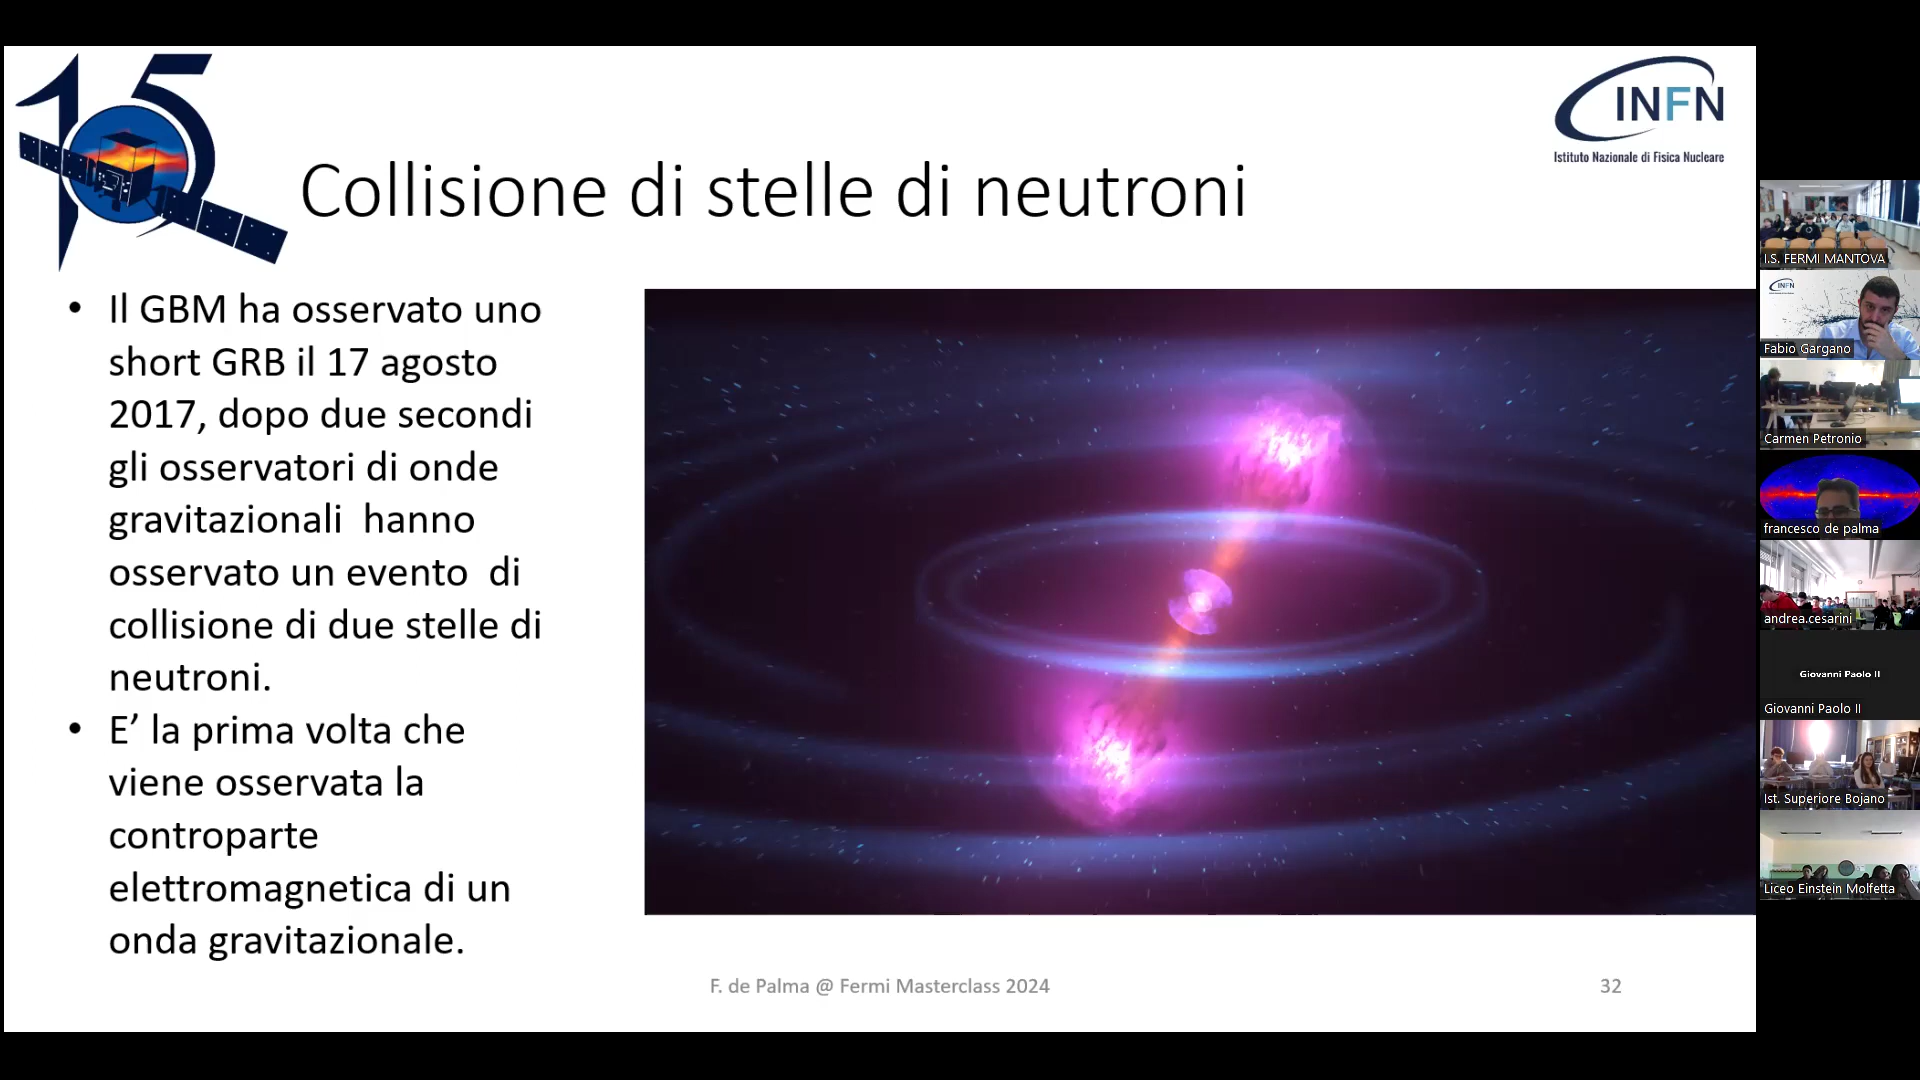 15
INFN
Istituto Nazionale di Fisica Nucleare
Collisione di stelle di neutroni
• Il GBM ha osservato uno
short GRB il 17 agosto
2017, dopo due secondi
gli osservatori di onde
gravitazionali hanno
osservato un evento di
collisione di due stelle di
neutroni.
• E’ la prima volta che
viene osservata la
controparte
elettromagnetica di un
onda gravitazionale.
F. de Palma @ Fermi Masterclass 2024
32
I.S. FERMI MANTOVA
INFN
Fabio Gargano
Carmen Petronio
francesco de palma
andrea.cesarini
Giovanni Paolo II
Giovanni Paolo II
Ist. Superiore Bojano
Liceo Einstein Molfetta